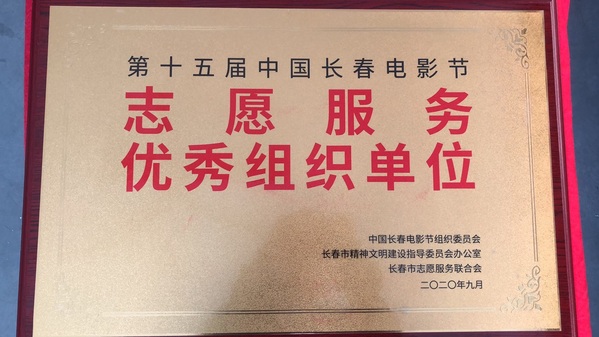 第十五届中国长春电影节
志愿服务
优秀组织单位
中国长春电影节组织委员会
长春市精神文明建设指导委员会办公室
长春市志愿服务联合会
二〇二〇年九月